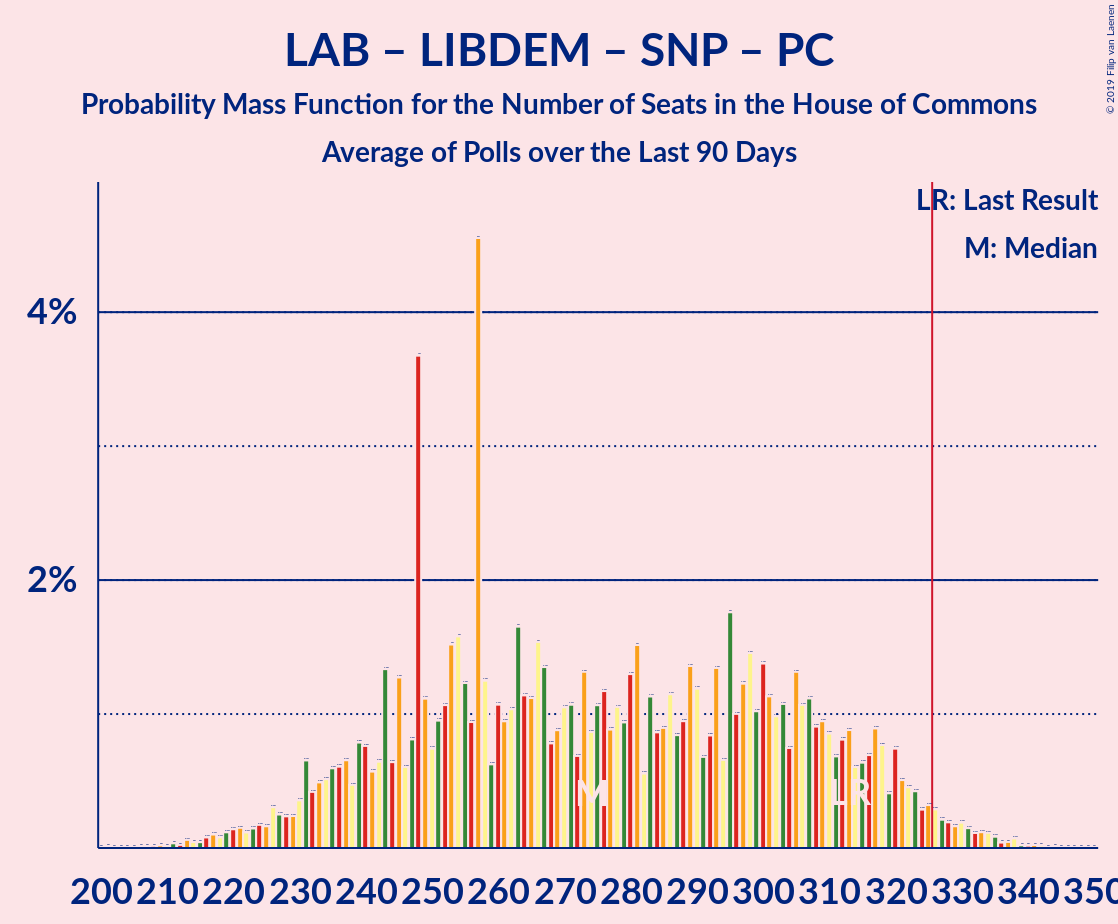 LAB – LIBDEM – SNP – PC
Probability Mass Function for the Number of Seats in the House of Commons
Average of Polls over the Last 90 Days
© 2019 Filip van Laenen
LR: Last Result
M: Median
4%
2%
M
LR
200 210 220 230 240 250 260 270 280 290 300 310 320 330 340 350